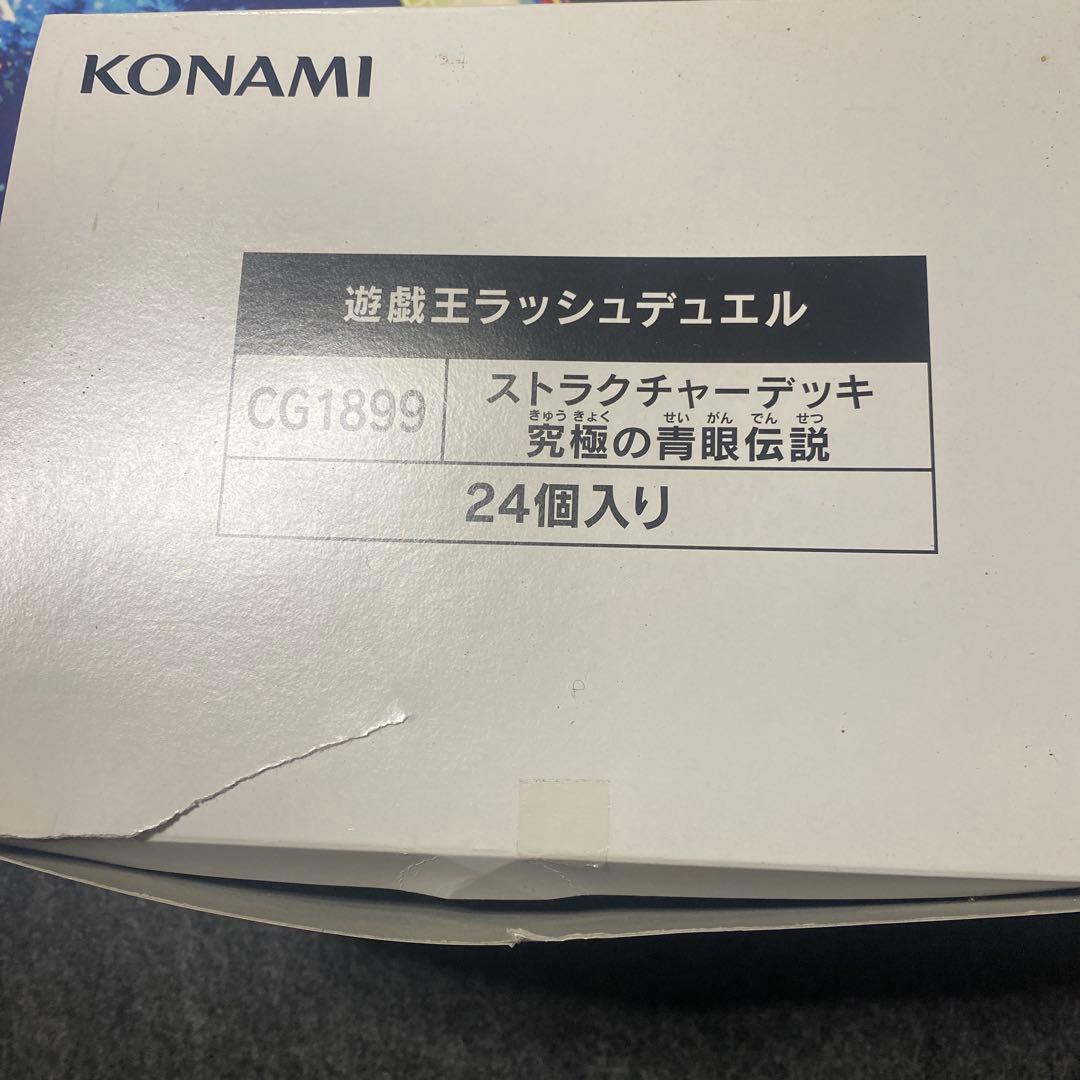 KONAMI
遊戯王ラッシュデュエル
CG1899
ストラクチャーデッキ
きゅうきょく せいがんでんせつ
究極の青眼伝説
24個入り